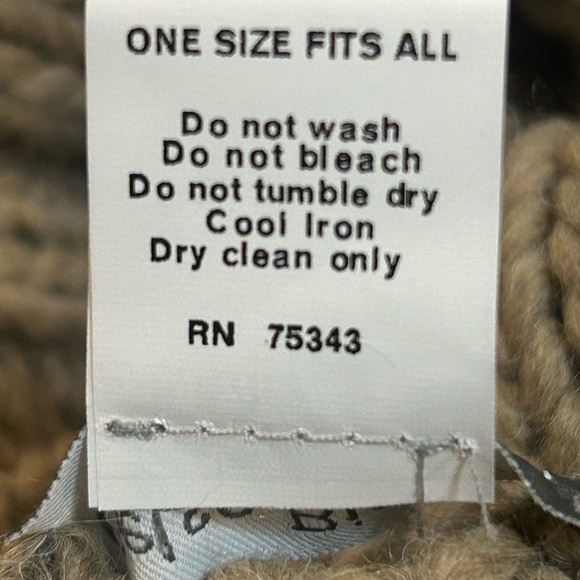 ONE SIZE FITS ALL
Do not wash
Do not bleach
Do not tumble dry
Cool Iron
Dry clean only
RN 75343